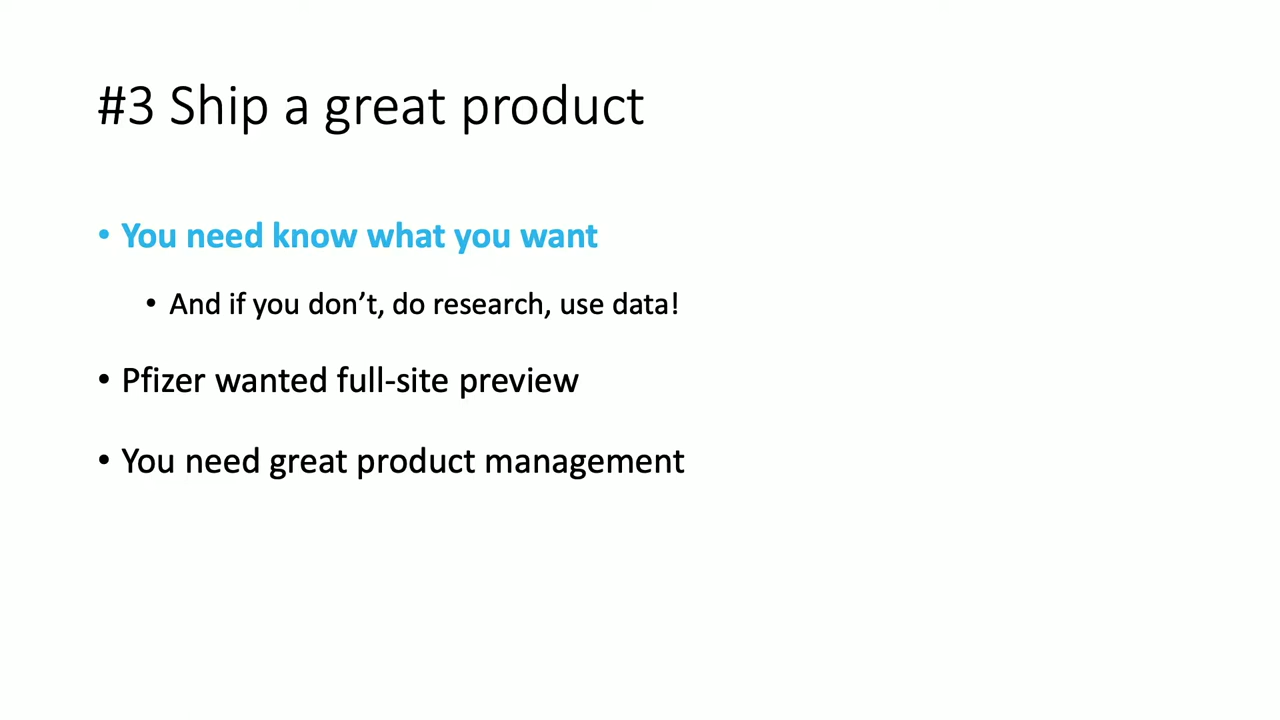 #3 Ship a great product
• You need know what you want
• And if you don’t, do research, use data!
• Pfizer wanted full-site preview
• You need great product management